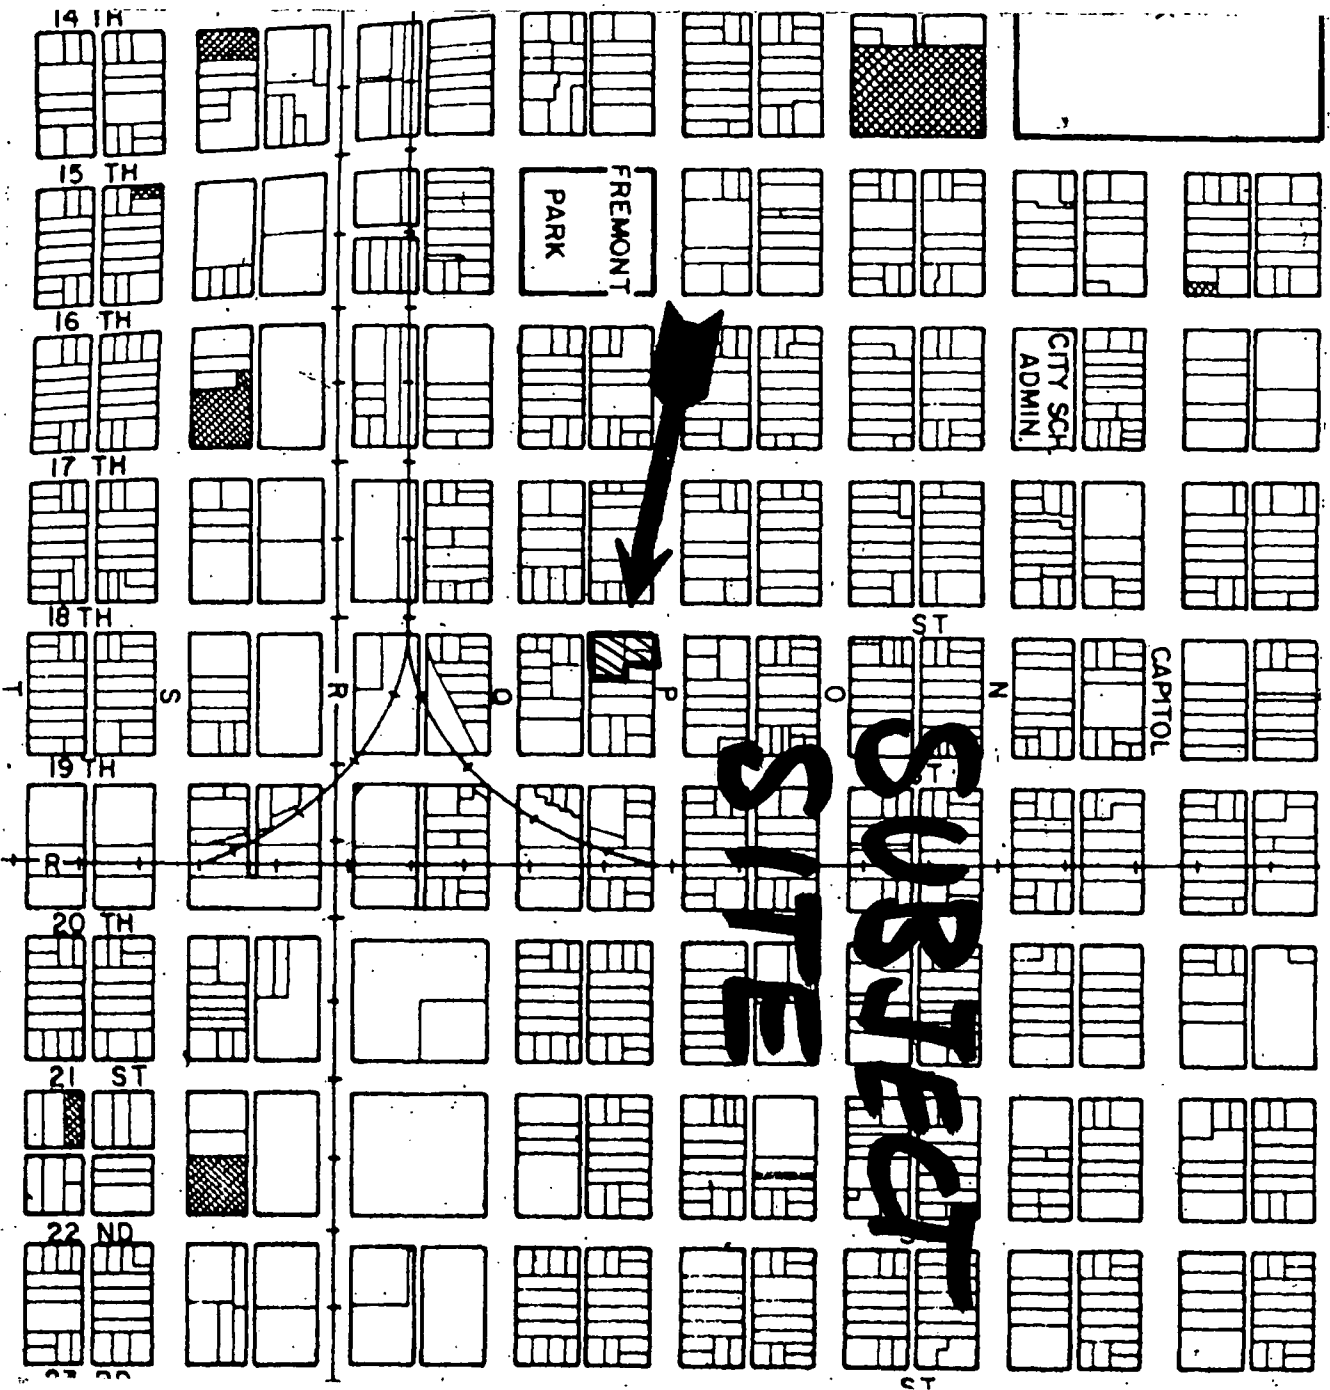 14 TH
15 TH
FREMONT
PARK
16 TH
CITY SCH.
ADMIN.
17 TH
18 TH
ST
T
S
R
Q
P
O
N
CAPITOL
19 TH
ST
R
20 TH
21 ST
22 ND
SUBJECT
SITE
ST